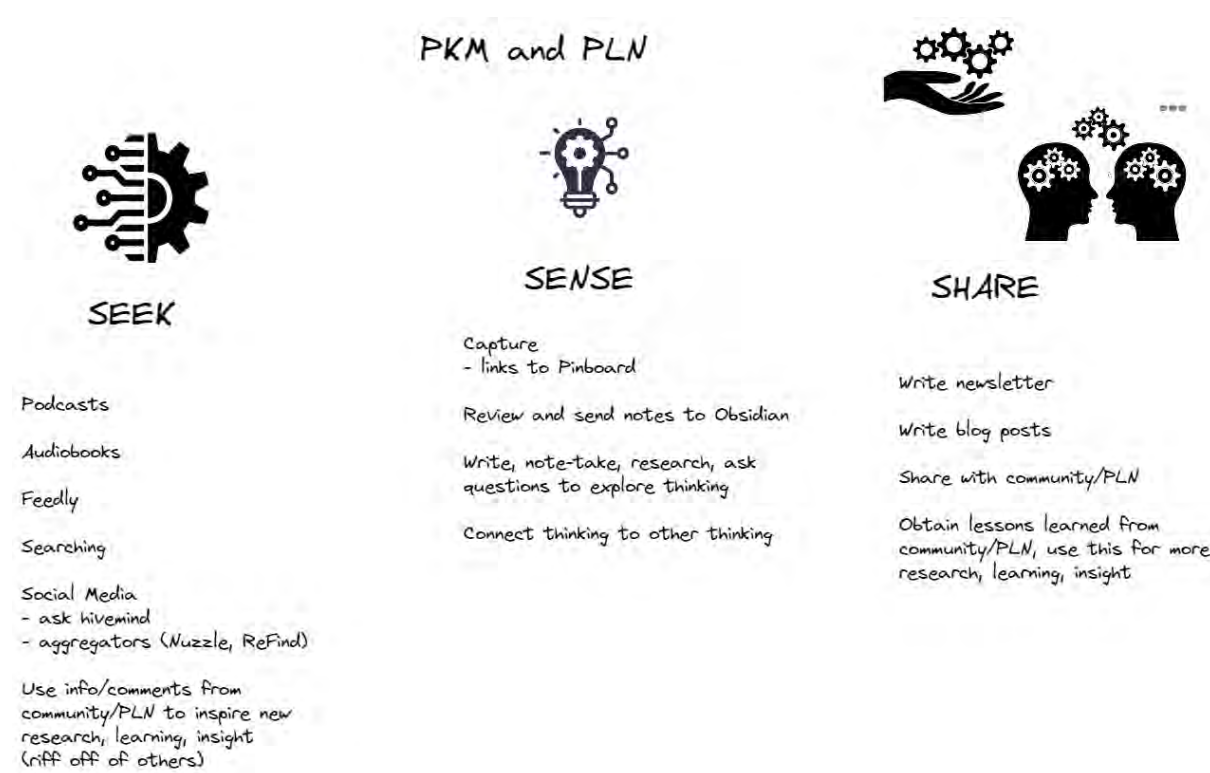 PKM and PLN
SEEK
Podcasts
Audiobooks
Feedly
Searching
Social Media
- ask hivemind
- aggregators (Nuzzle, ReFind)
Use info/comments from
community/PLN to inspire new
research, learning, insight
(riff off of others)
SENSE
Capture
- links to Pinboard
Review and send notes to Obsidian
Write, note-take, research, ask
questions to explore thinking
Connect thinking to other thinking
SHARE
Write newsletter
Write blog posts
Share with community/PLN
Obtain lessons learned from
community/PLN, use this for more
research, learning, insight